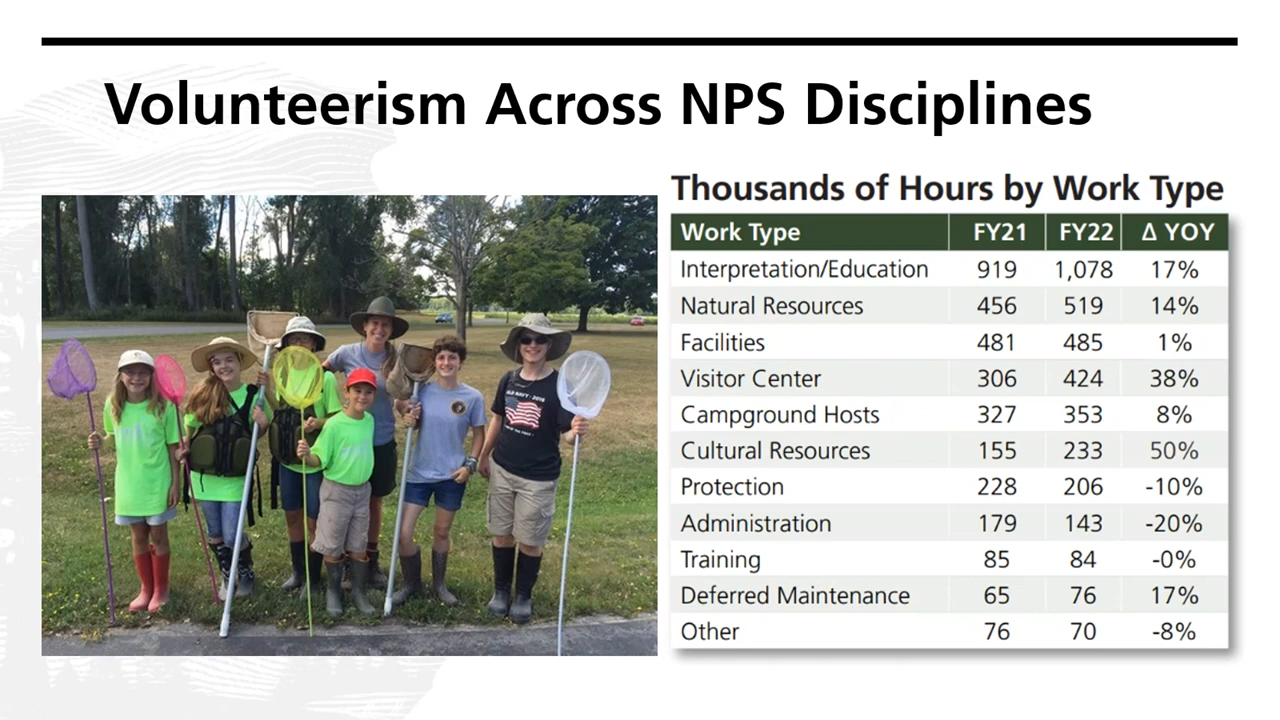 Volunteerism Across NPS Disciplines
Thousands of Hours by Work Type
Work Type FY21 FY22 Δ YOY
Interpretation/Education 919 1,078 17%
Natural Resources 456 519 14%
Facilities 481 485 1%
Visitor Center 306 424 38%
Campground Hosts 327 353 8%
Cultural Resources 155 233 50%
Protection 228 206 -10%
Administration 179 143 -20%
Training 85 84 -0%
Deferred Maintenance 65 76 17%
Other 76 70 -8%
OLD NAVY · 2016